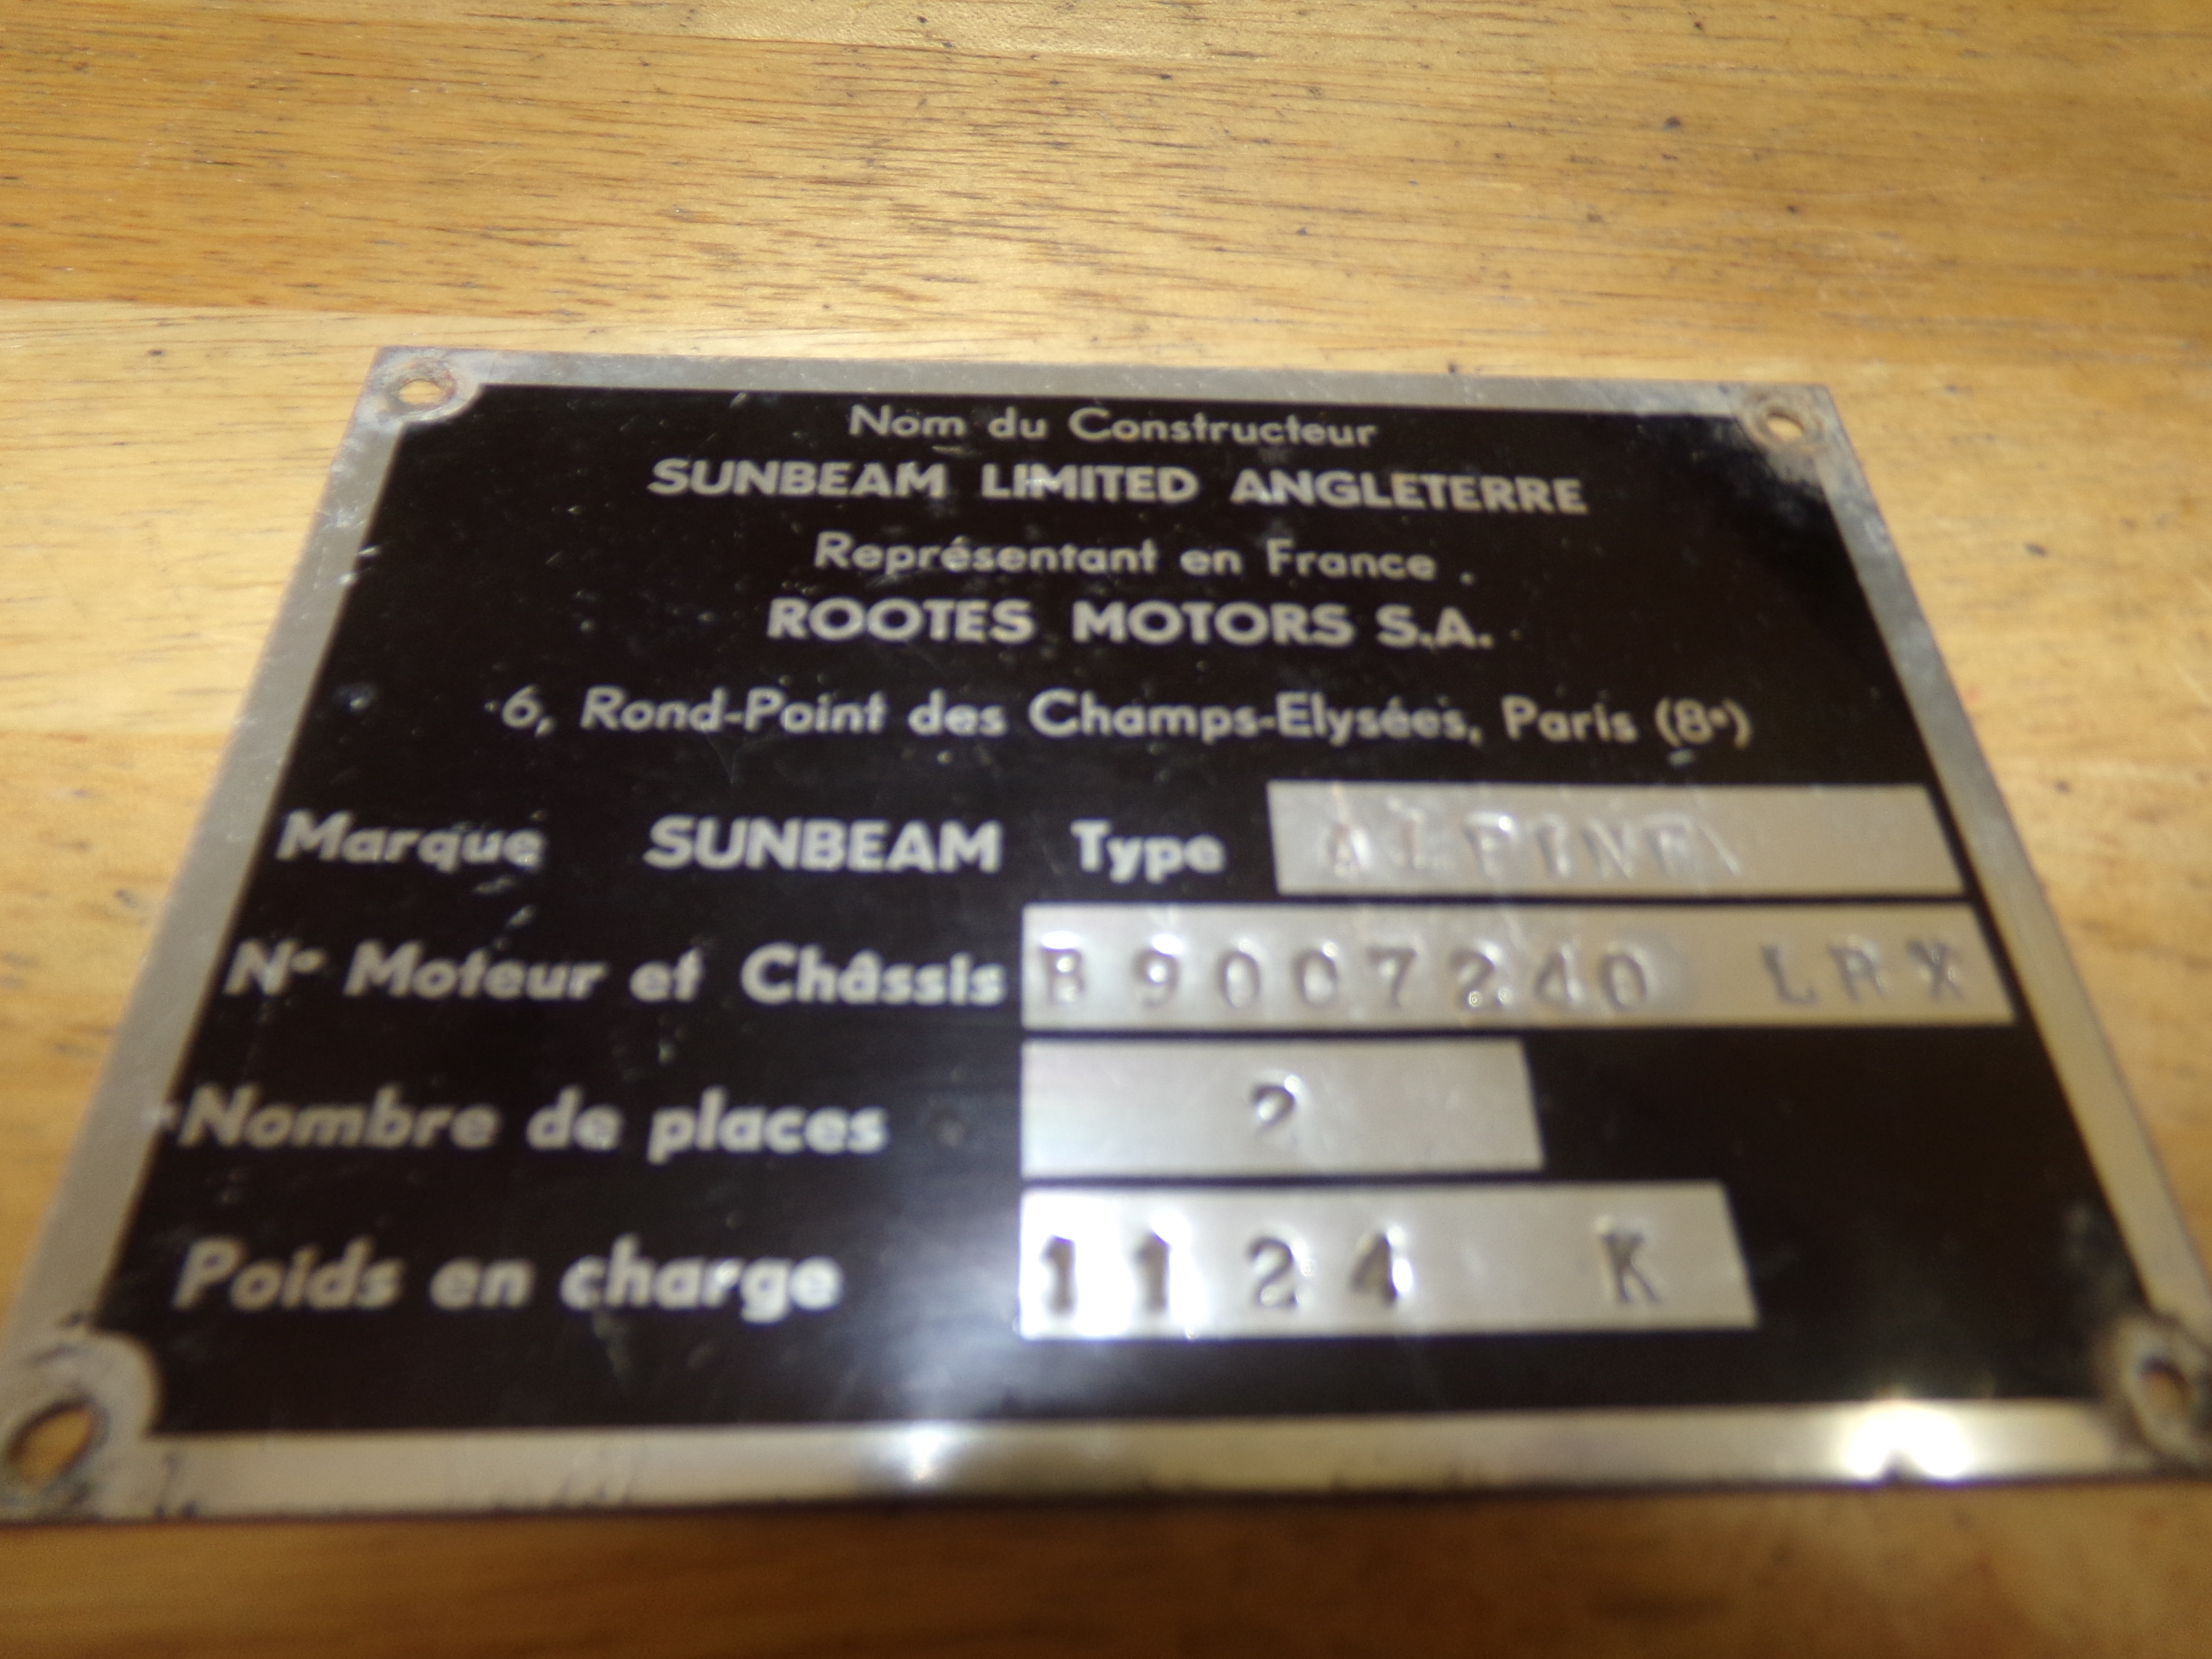 Nom du Constructeur
SUNBEAM LIMITED ANGLETERRE
Représentant en France
ROOTES MOTORS S.A.
6, Rond-Point des Champs-Elysées, Paris (8e)
Marque SUNBEAM Type ALPINE
No Moteur et Châssis B9007240 LRX
Nombre de places 2
Poids en charge 1124 K